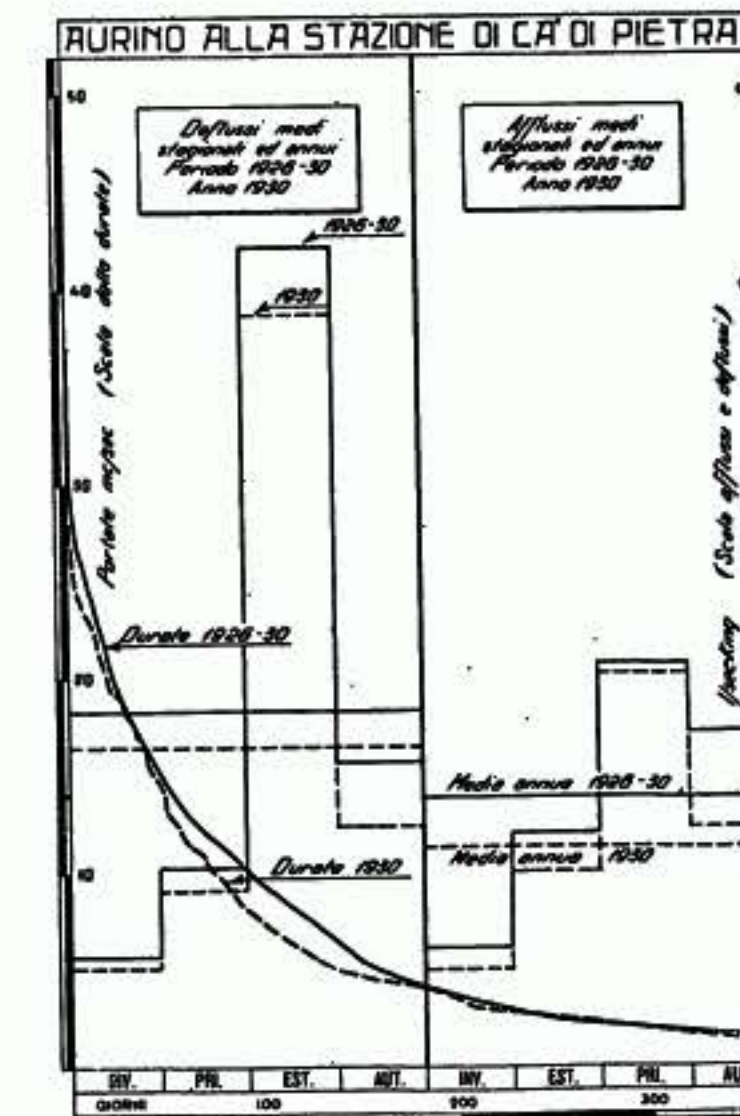 AURINO ALLA STAZIONE DI CA' DI PIETRA
50
Deflussi medi
stagionali ed annui
Periodo 1926-30
Anno 1930
Afflussi medi
stagionali ed annui
Periodo 1926-30
Anno 1930
1926-30
40
1930
Portate mc/sec (Scala delle durate)
(Scala afflussi e deflussi)
30
Durate 1926-30
20
Media annua 1926-30
10
Durate 1930
Media annua 1930
INV. PRI. EST. AUT. INV. EST. PRI. AU
GIORNI 100 200 300